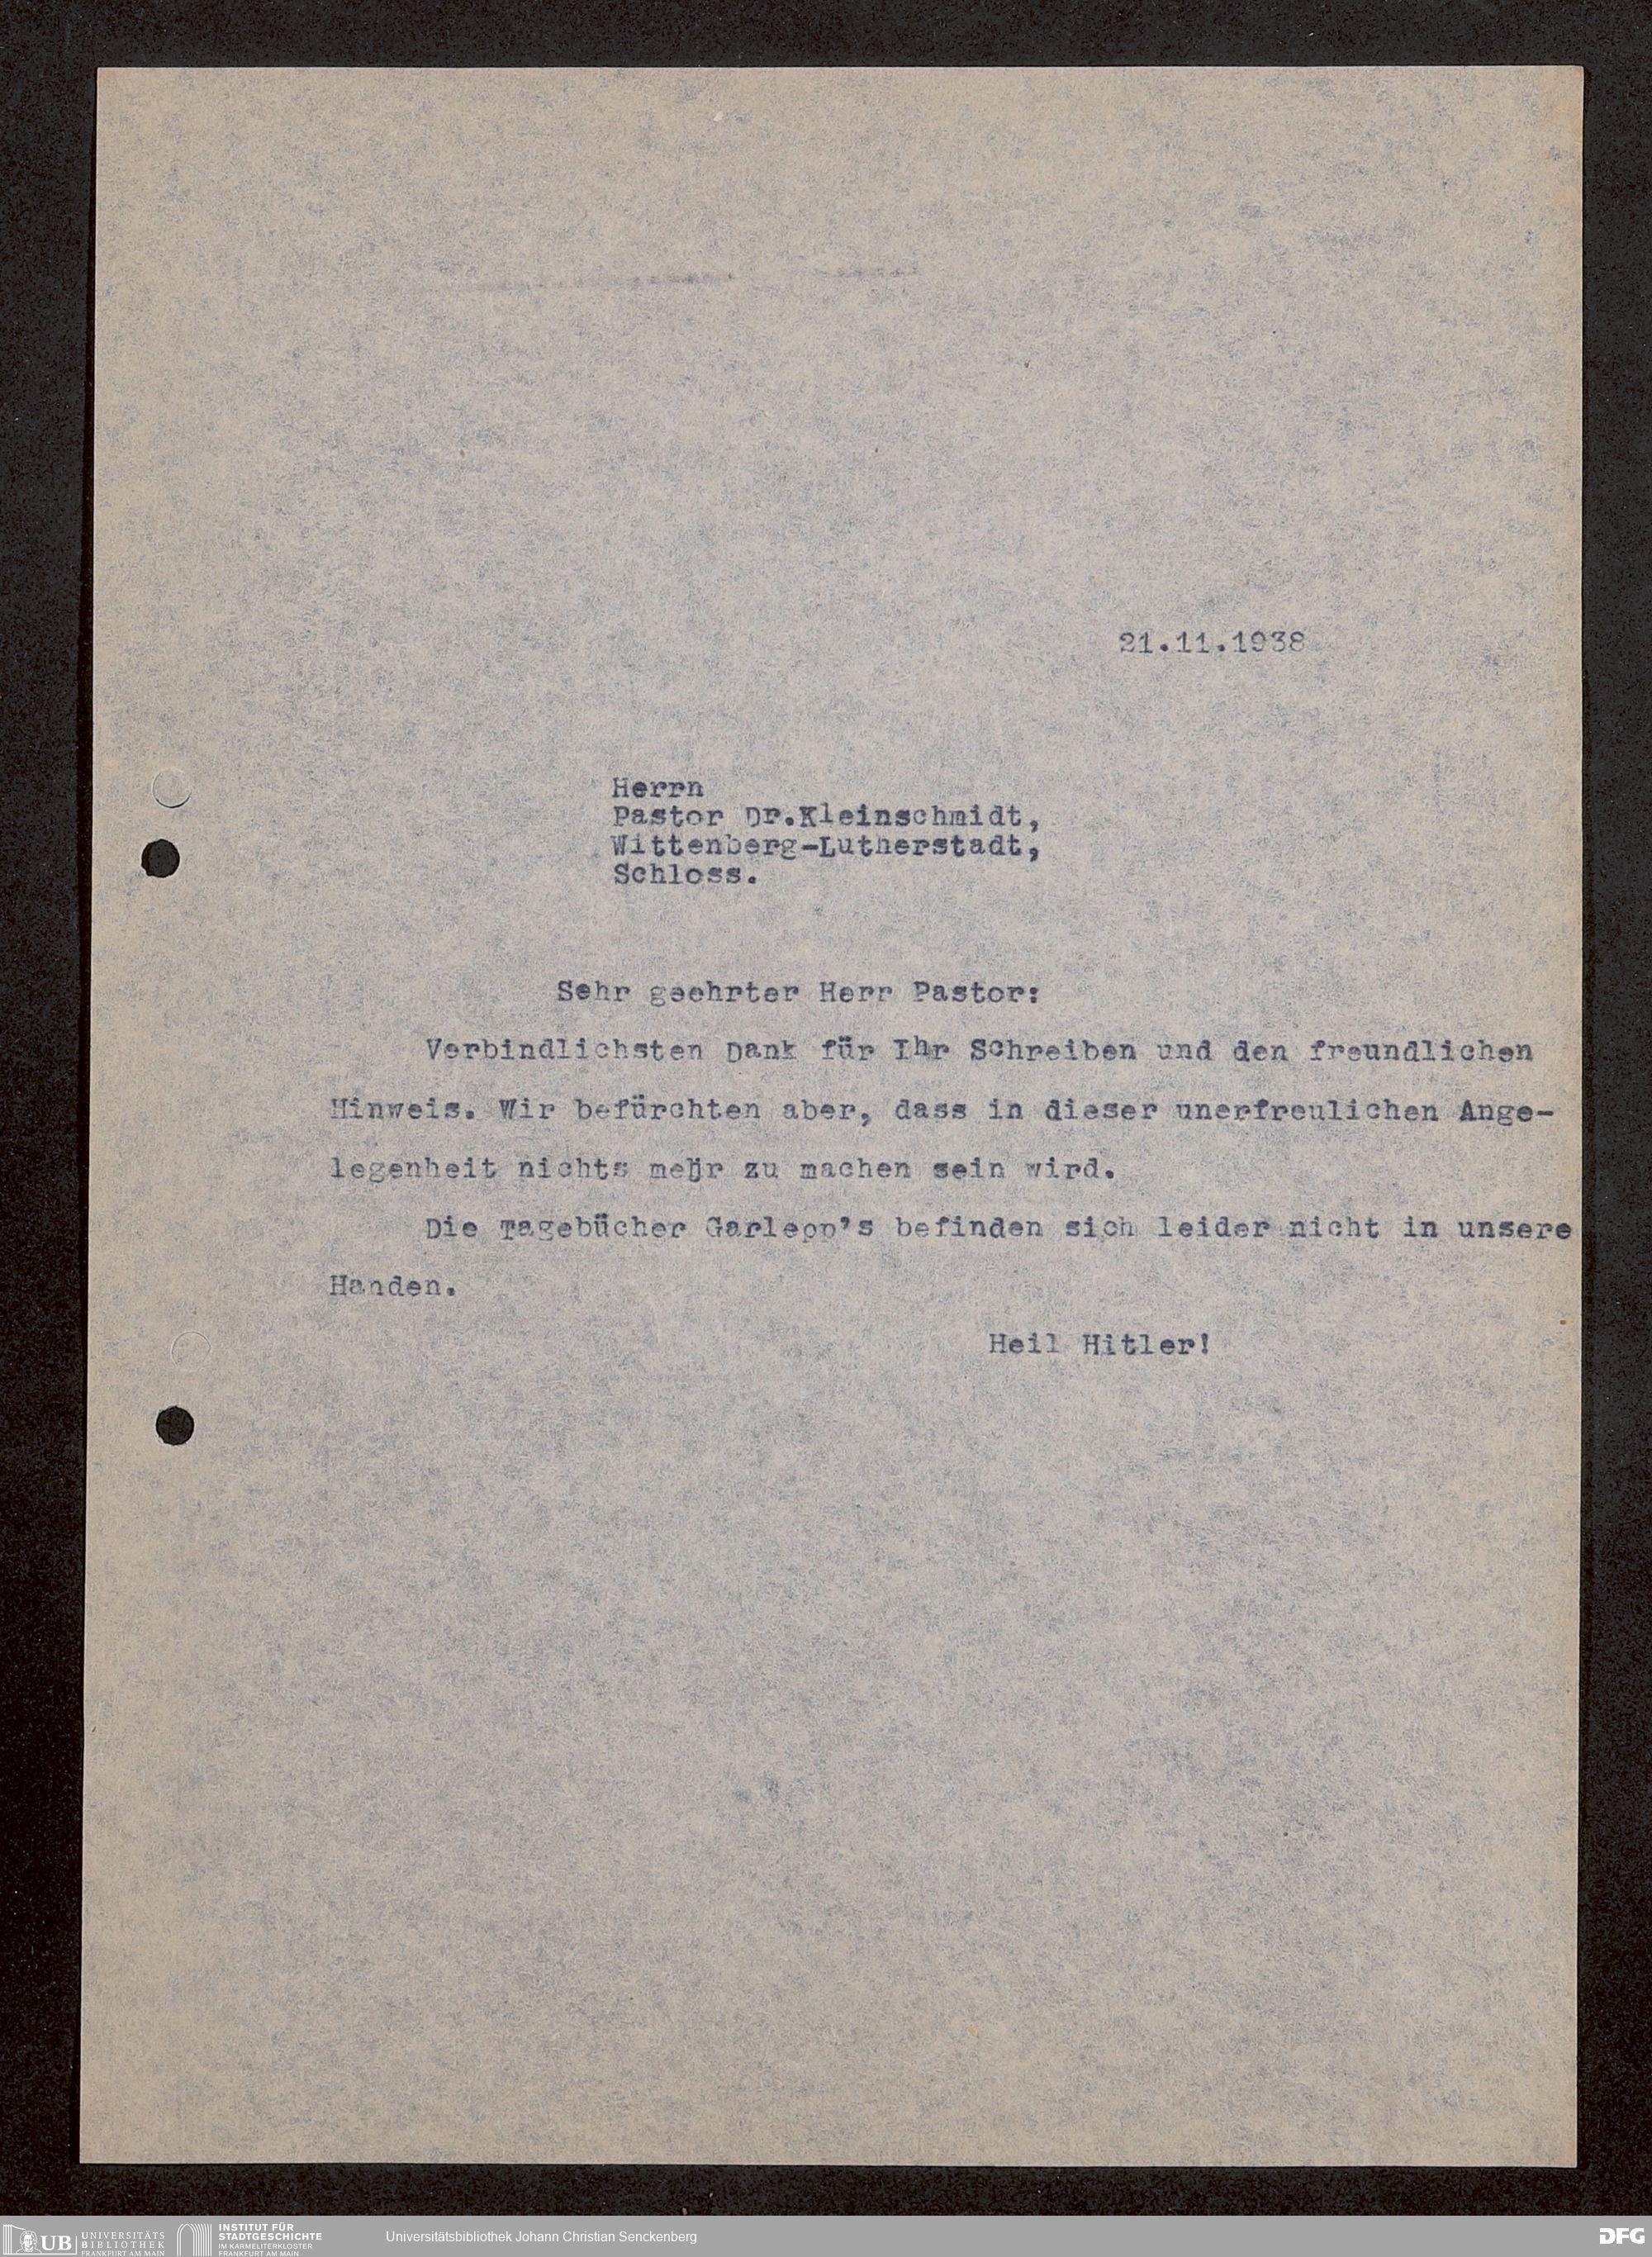 21.11.1938
Herrn
Pastor Dr.Kleinschmidt,
Wittenberg-Lutherstadt,
Schloss.
Sehr geehrter Herr Pastor:
Verbindlichsten Dank für Ihr Schreiben und den freundlichen
Hinweis. Wir befürchten aber, dass in dieser unerfreulichen Ange-
legenheit nichts mehr zu machen sein wird.
Die Tagebücher Garlepp's befinden sich leider nicht in unsere
Handen.
Heil Hitler!
UB UNIVERSITÄTS
BIBLIOTHEK
FRANKFURT AM MAIN
INSTITUT FÜR
STADTGESCHICHTE
IM KARMELITERKLOSTER
FRANKFURT AM MAIN
Universitätsbibliothek Johann Christian Senckenberg
DFG